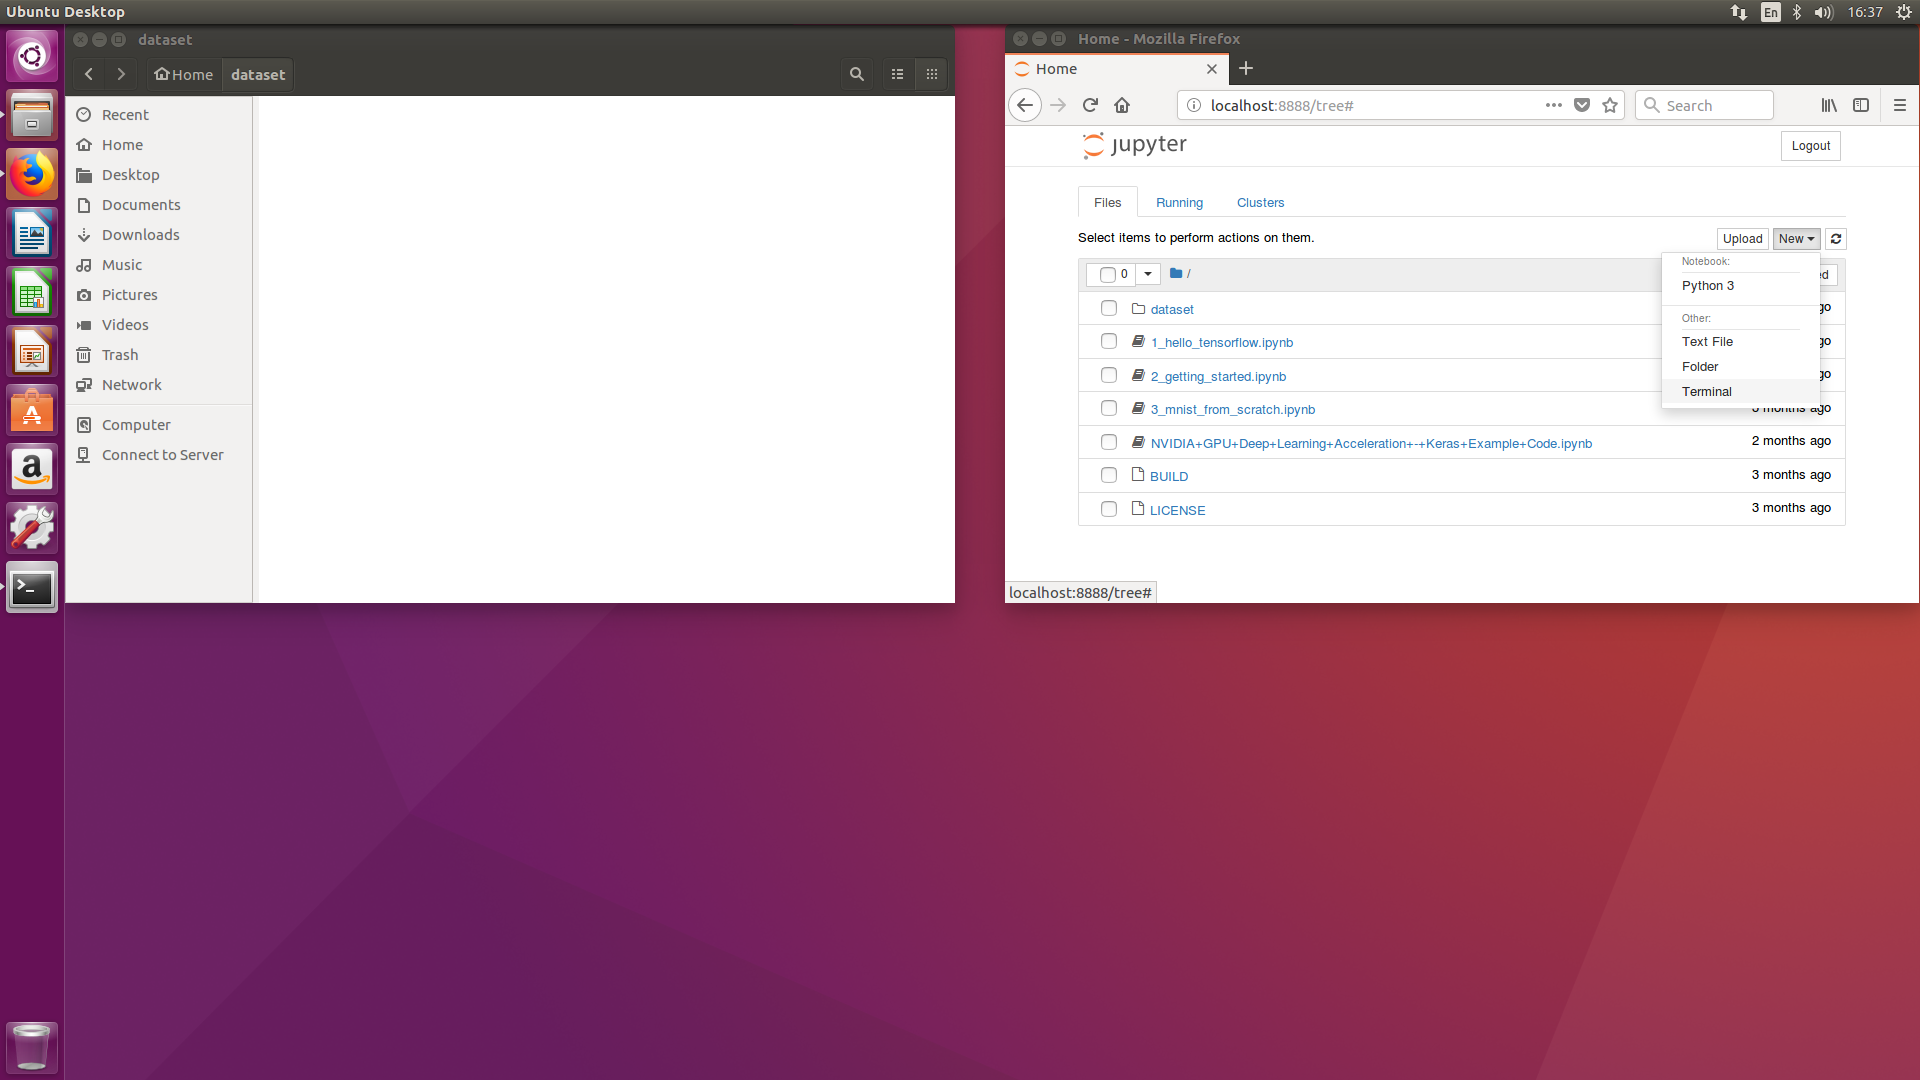 Ubuntu Desktop
En
16:37
dataset
Home
dataset
Recent
Home
Desktop
Documents
Downloads
Music
Pictures
Videos
Trash
Network
Computer
Connect to Server
Home - Mozilla Firefox
Home
localhost:8888/tree#
Search
jupyter
Logout
Files
Running
Clusters
Select items to perform actions on them.
Upload
New
0
/
Notebook:
Python 3
Other:
Text File
Folder
Terminal
dataset
1_hello_tensorflow.ipynb
2_getting_started.ipynb
3_mnist_from_scratch.ipynb
NVIDIA+GPU+Deep+Learning+Acceleration+-+Keras+Example+Code.ipynb
2 months ago
BUILD
3 months ago
LICENSE
3 months ago
localhost:8888/tree#